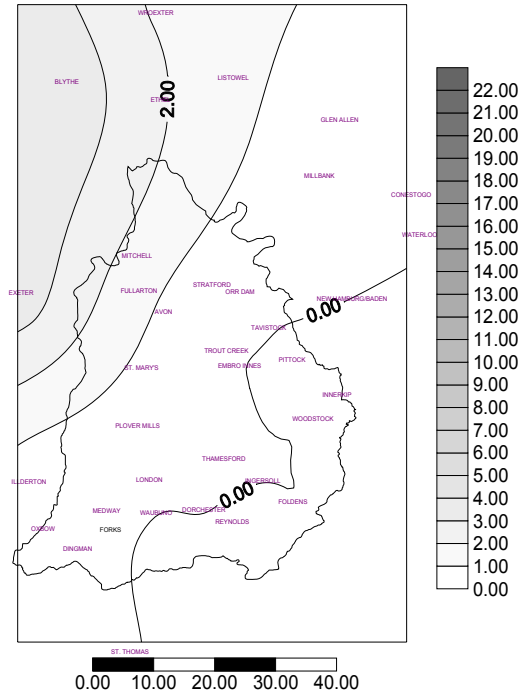 WROEXTER
BLYTHE
LISTOWEL
2.00
GLEN ALLEN
MILLBANK
CONESTOGO
MITCHELL
EXETER
FULLARTON
STRATFORD
ORR DAM
NEW HAMBURG/BADEN
AVON
0.00
TAVISTOCK
TROUT CREEK
PITTOCK
ST. MARY'S
EMBRO INNES
INNERKIP
WOODSTOCK
PLOVER MILLS
THAMESFORD
ILLDERTON
LONDON
INGERSOLL
0.00
FOLDENS
MEDWAY
WAUBUNO
DORCHESTER
REYNOLDS
OXBOW
FORKS
DINGMAN
ST. THOMAS
22.00
21.00
20.00
19.00
18.00
17.00
16.00
15.00
14.00
13.00
12.00
11.00
10.00
9.00
8.00
7.00
6.00
5.00
4.00
3.00
2.00
1.00
0.00
0.00 10.00 20.00 30.00 40.00